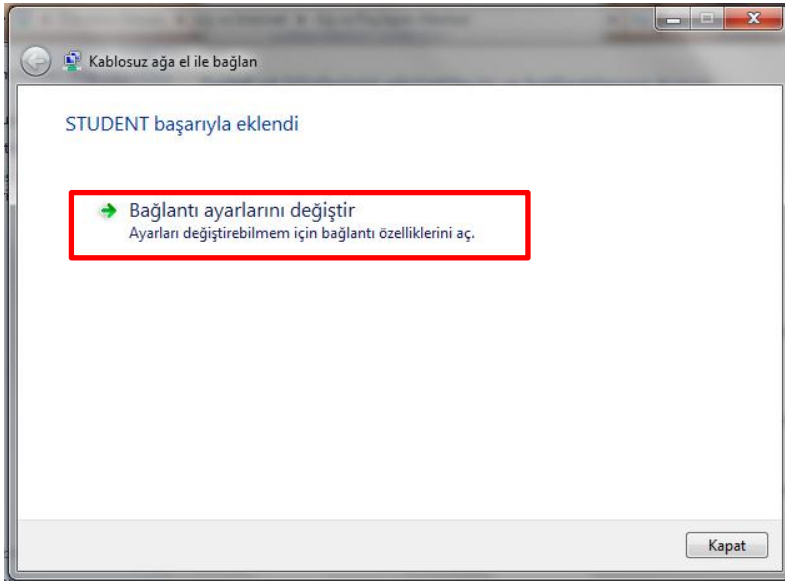 Kablosuz ağa el ile bağlan
STUDENT başarıyla eklendi
Bağlantı ayarlarını değiştir
Ayarları değiştirebilmem için bağlantı özelliklerini aç.
Kapat